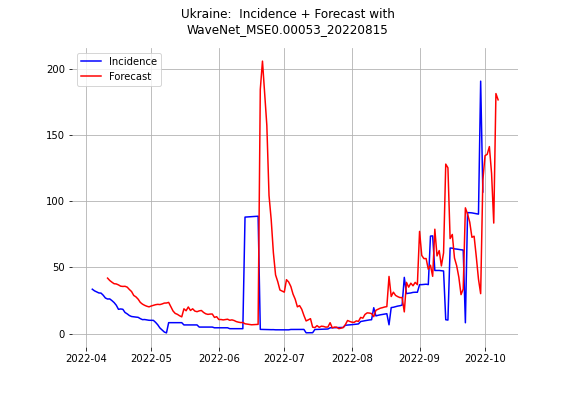 Ukraine:  Incidence + Forecast with
WaveNet_MSE0.00053_20220815
Incidence
Forecast
200
150
100
50
0
2022-04 2022-05 2022-06 2022-07 2022-08 2022-09 2022-10